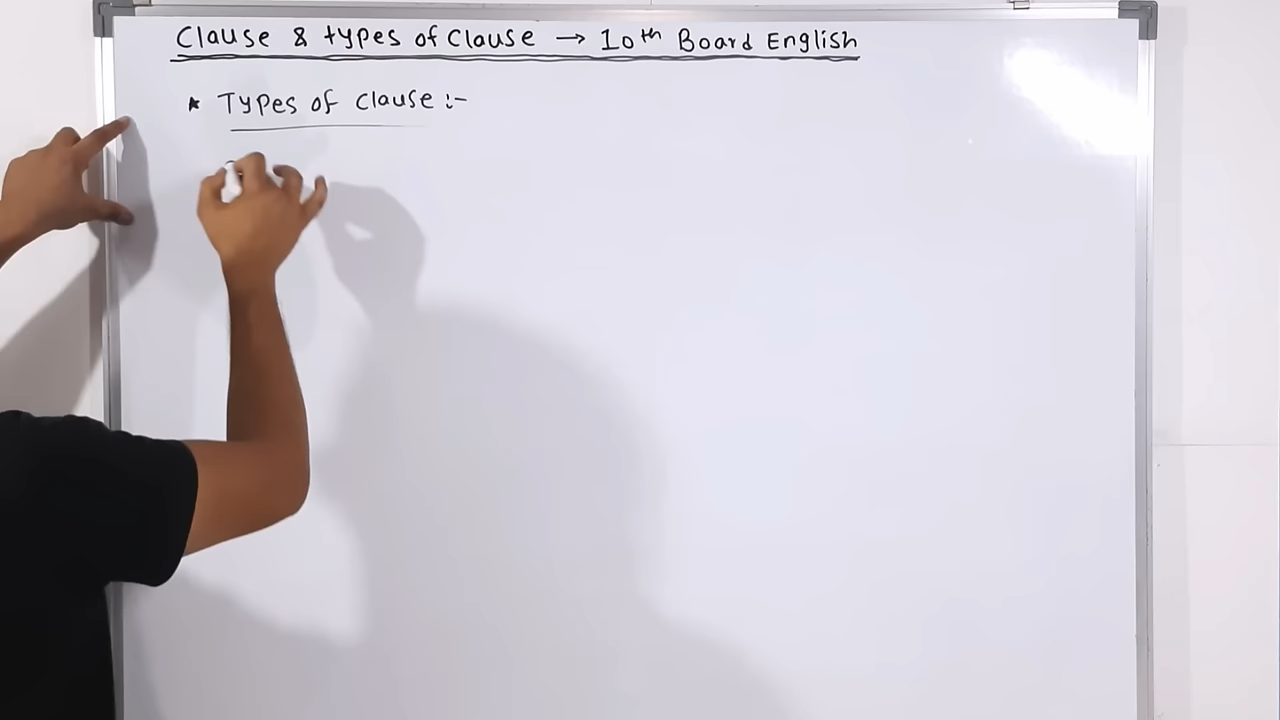 Clause & types of Clause → 10th Board English
* Types of clause :-